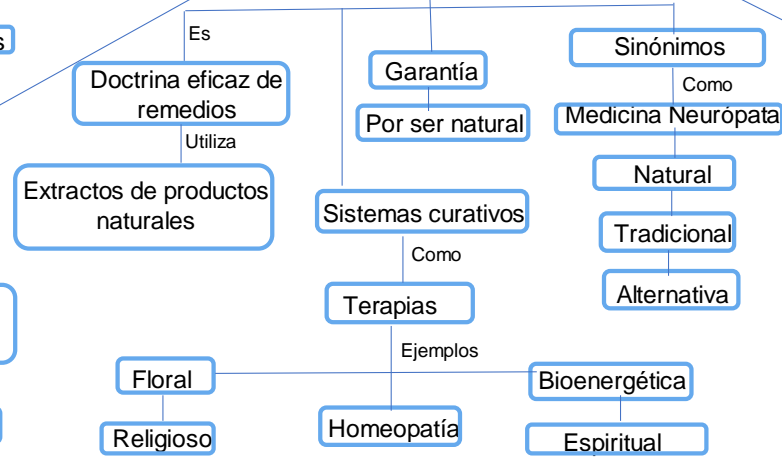 s
Es
Doctrina eficaz de
remedios
Utiliza
Extractos de productos
naturales
Garantía
Por ser natural
Sistemas curativos
Como
Terapias
Ejemplos
Floral
Religioso
Homeopatía
Bioenergética
Espiritual
Sinónimos
Como
Medicina Neurópata
Natural
Tradicional
Alternativa